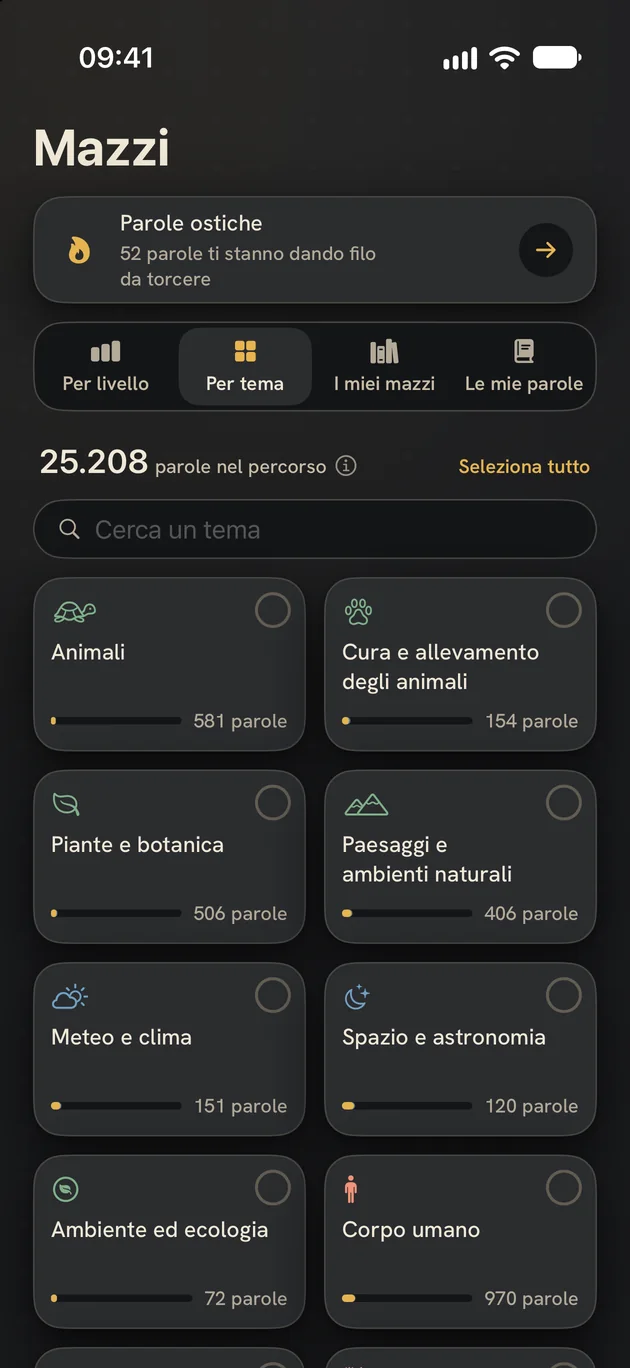 09:41
Mazzi
Parole ostiche
52 parole ti stanno dando filo
da torcere
Per livello
Per tema
I miei mazzi
Le mie parole
25.208 parole nel percorso
Seleziona tutto
Cerca un tema
Animali
581 parole
Cura e allevamento
degli animali
154 parole
Piante e botanica
506 parole
Paesaggi e
ambienti naturali
406 parole
Meteo e clima
151 parole
Spazio e astronomia
120 parole
Ambiente ed ecologia
72 parole
Corpo umano
970 parole